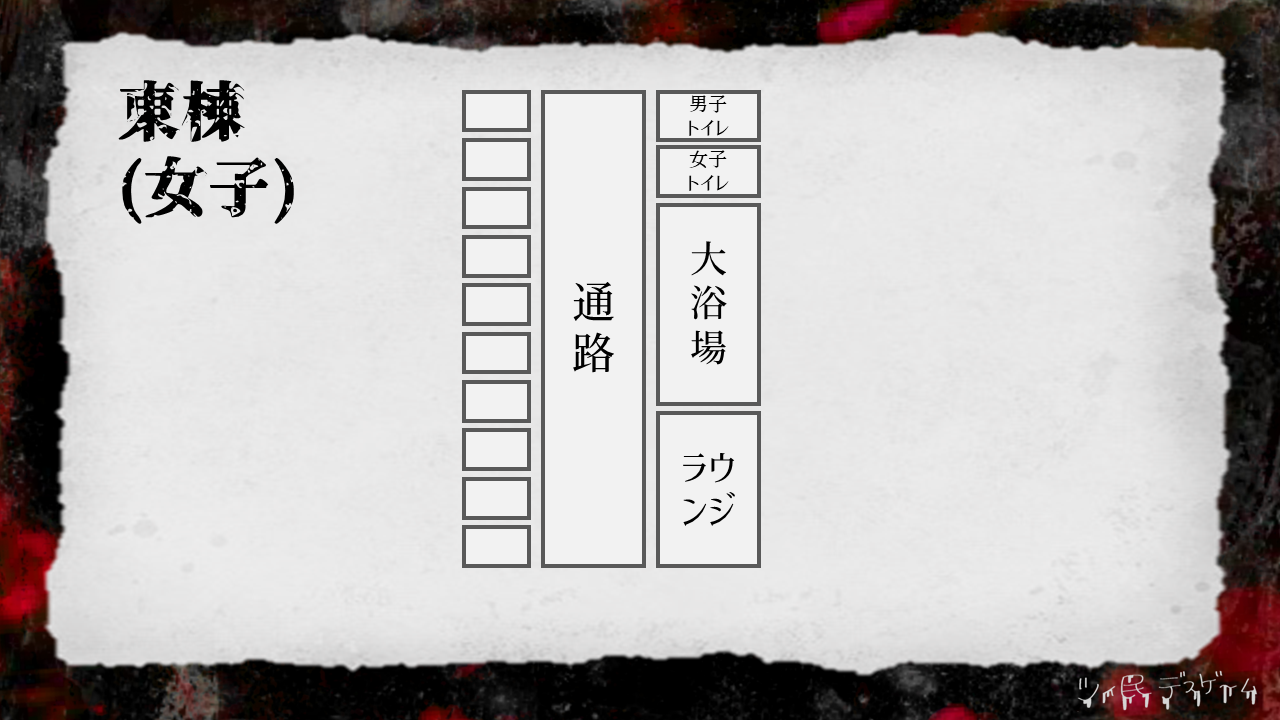 東棟
(女子)
男子
トイレ
女子
トイレ
大浴場
通路
ラウ
ンジ
ツイ民 デスゲーム